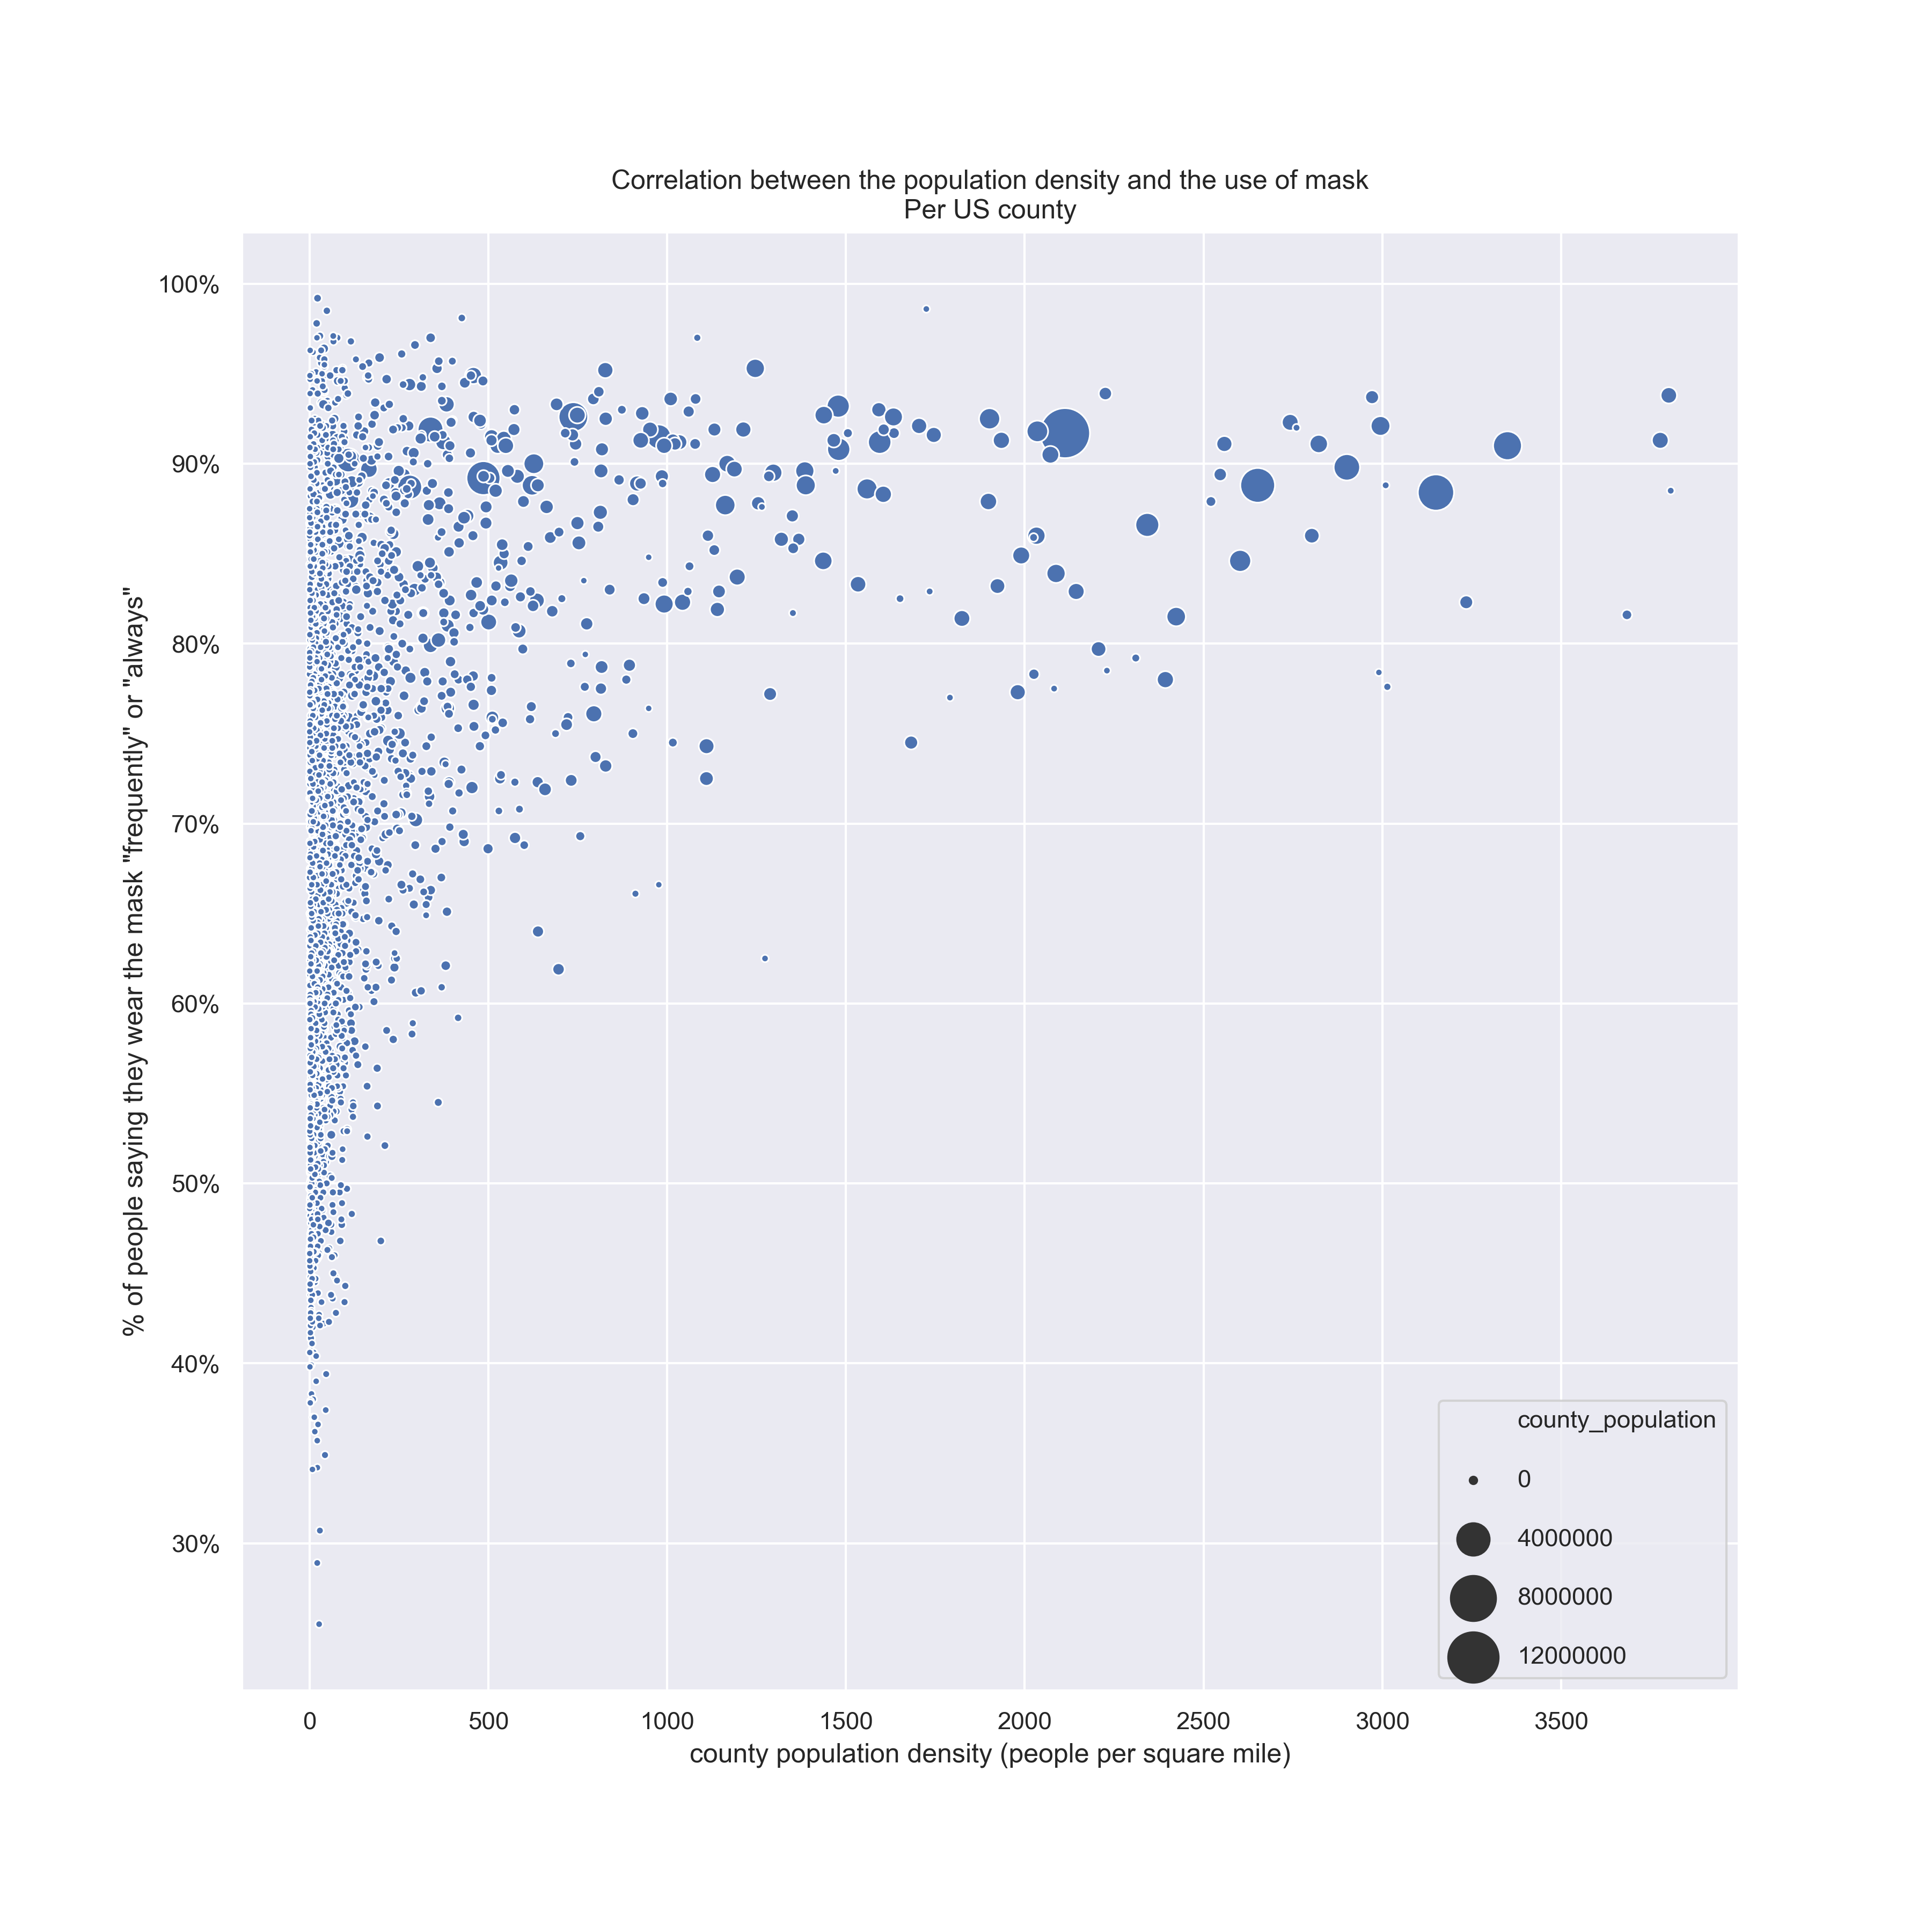 Correlation between the population density and the use of mask
Per US county
% of people saying they wear the mask "frequently" or "always"
100%
90%
80%
70%
60%
50%
40%
30%
county_population
0
4000000
8000000
12000000
0 500 1000 1500 2000 2500 3000 3500
county population density (people per square mile)